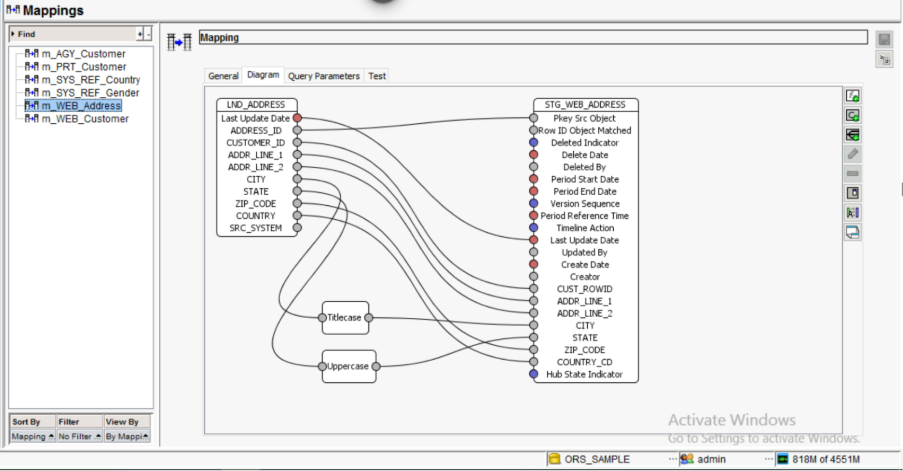 Mappings
Find
+ -
m_AGY_Customer
m_PRT_Customer
m_SYS_REF_Country
m_SYS_REF_Gender
m_WEB_Address
m_WEB_Customer
Sort By Filter View By
Mapping No Filter By Mappi
Mapping
General Diagram Query Parameters Test
LND_ADDRESS
Last Update Date
ADDRESS_ID
CUSTOMER_ID
ADDR_LINE_1
ADDR_LINE_2
CITY
STATE
ZIP_CODE
COUNTRY
SRC_SYSTEM
Titlecase
Uppercase
STG_WEB_ADDRESS
Pkey Src Object
Row ID Object Matched
Deleted Indicator
Delete Date
Deleted By
Period Start Date
Period End Date
Version Sequence
Period Reference Time
Timeline Action
Last Update Date
Updated By
Create Date
Creator
CUST_ROWID
ADDR_LINE_1
ADDR_LINE_2
CITY
STATE
ZIP_CODE
COUNTRY_CD
Hub State Indicator
Activate Windows
Go to Settings to activate Windows.
ORS_SAMPLE ... admin ... 818M of 4551M